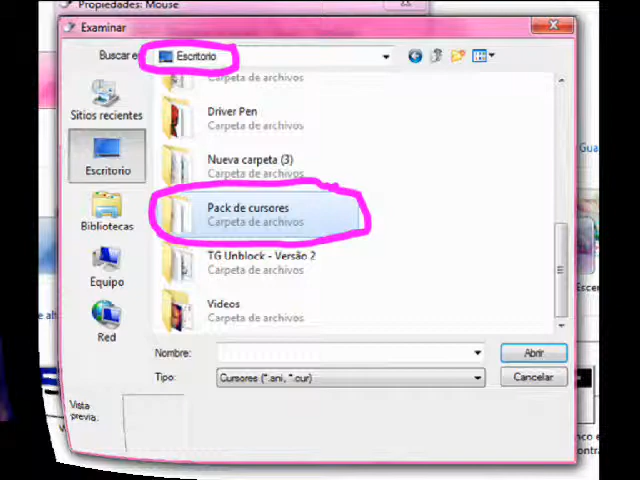 Propiedades: Mouse
Examinar
Buscar e
Escritorio
Carpeta de archivos
Sitios recientes
Escritorio
Bibliotecas
Equipo
Red
Driver Pen
Carpeta de archivos
Nueva carpeta (3)
Carpeta de archivos
Pack de cursores
Carpeta de archivos
TG Unblock - Versão 2
Carpeta de archivos
Videos
Carpeta de archivos
Nombre:
Abrir
Tipo:
Cursores (*.ani, *.cur)
Cancelar
Vista
previa: